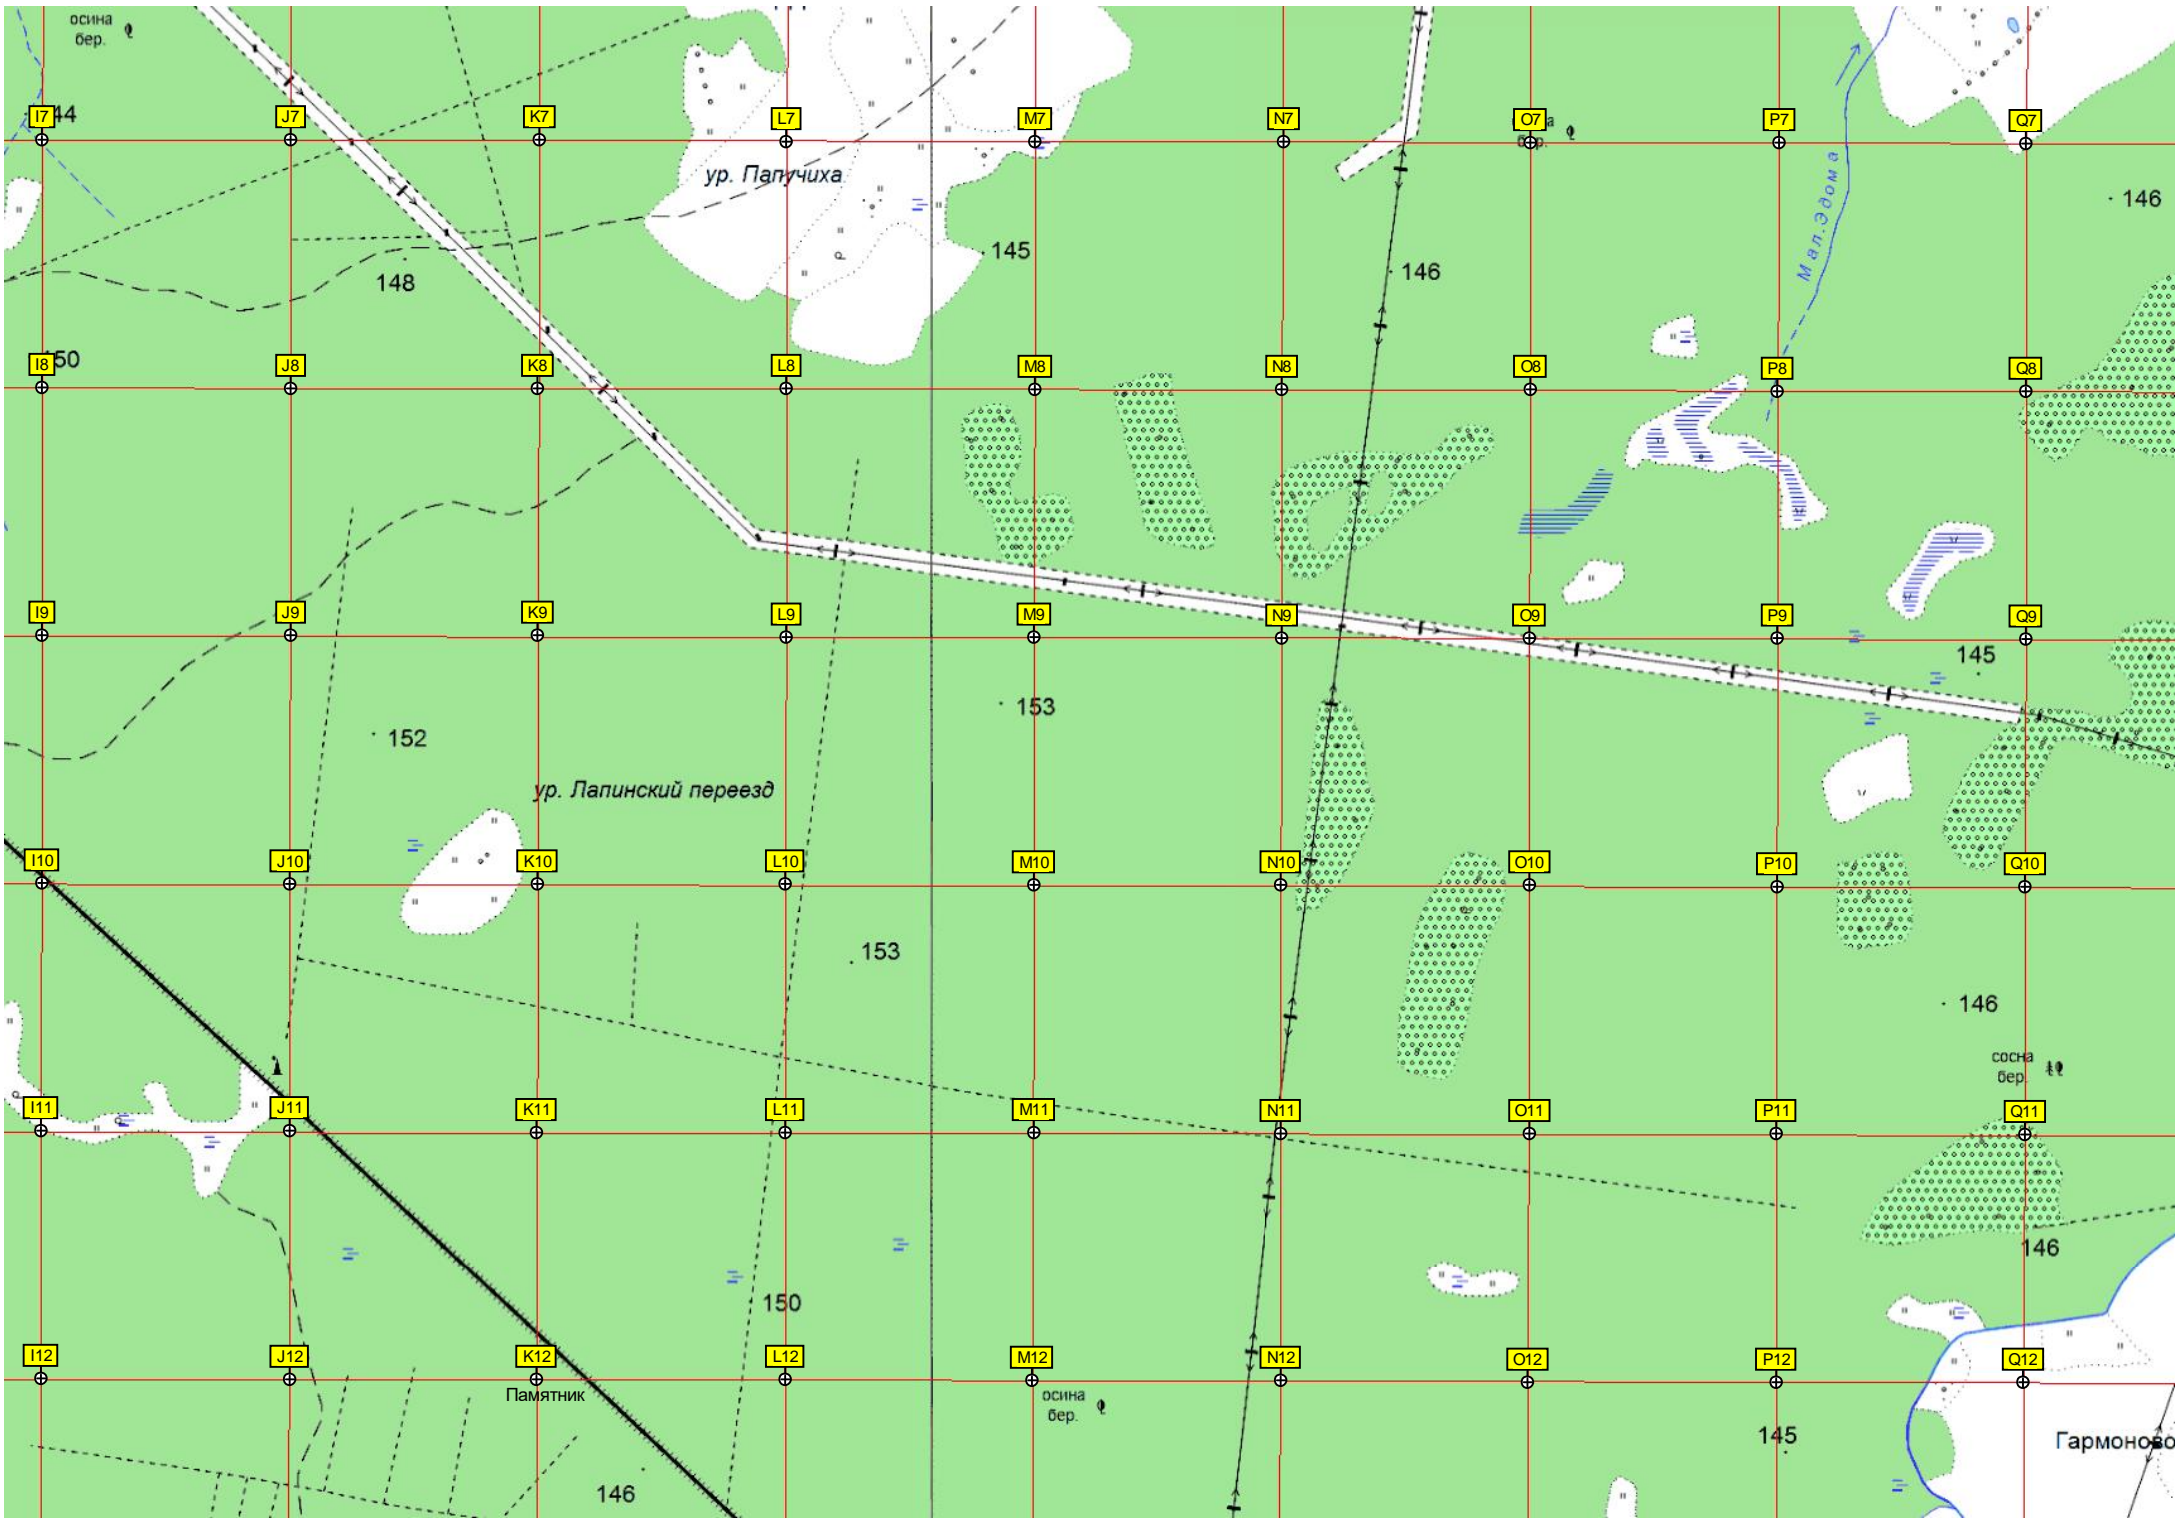 осина
бер.
44
I7
J7
K7
L7
M7
N7
O7
P7
Q7
ур. Папучиха
Мал.Эдома
146
145
146
148
50
I8
J8
K8
L8
M8
N8
O8
P8
Q8
I9
J9
K9
L9
M9
N9
O9
P9
Q9
145
153
152
ур. Лапинский переезд
I10
J10
K10
L10
M10
N10
O10
P10
Q10
153
146
сосна
бер.
I11
J11
K11
L11
M11
N11
O11
P11
Q11
146
150
I12
J12
K12
L12
M12
N12
O12
P12
Q12
Памятник
осина
бер.
145
Гармоново
146